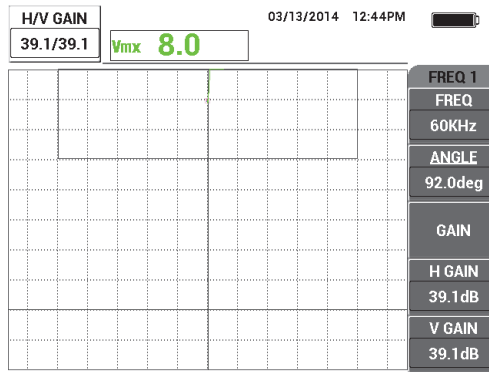 H/V GAIN
39.1/39.1
Vmx 8.0
03/13/2014 12:44PM
FREQ 1
FREQ
60KHz
ANGLE
92.0deg
GAIN
H GAIN
39.1dB
V GAIN
39.1dB